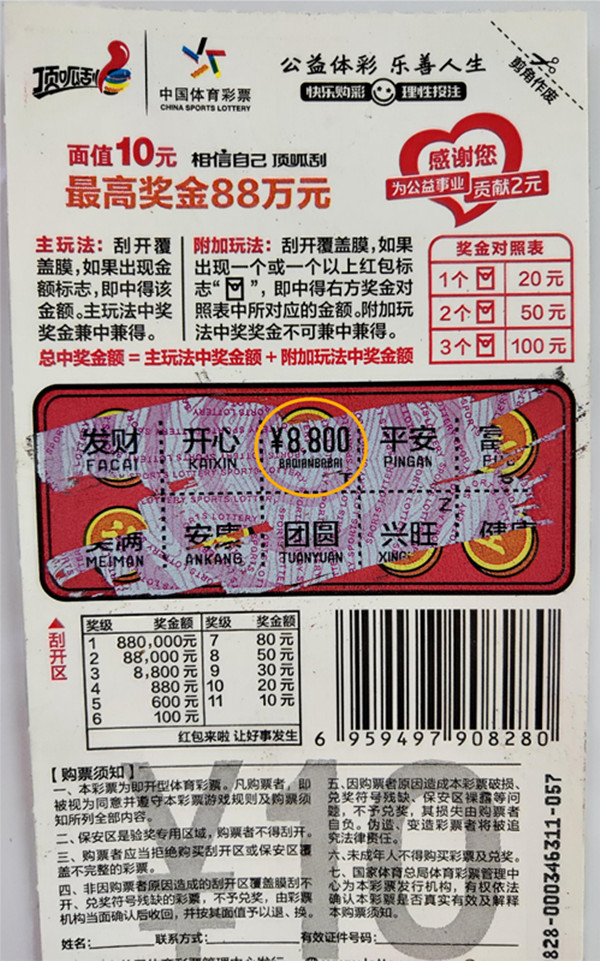 顶呱刮
中国体育彩票
CHINA SPORTS LOTTERY
公益体彩 乐善人生
快乐购彩 理性投注
剪角作废
面值10元 相信自己 顶呱刮
最高奖金88万元
感谢您
为公益事业 贡献2元
主玩法：刮开覆
盖膜,如果出现金
额标志,即中得该
金额。主玩法中奖
奖金兼中兼得。
附加玩法：刮开覆盖膜,如果
出现一个或一个以上红包标
志“ ”, 即中得右方奖金对
照表中所对应的金额。附加玩
法中奖奖金不可兼中兼得。
总中奖金额 = 主玩法中奖金额 + 附加玩法中奖金额
奖金对照表
1个 20元
2个 50元
3个 100元
发财 开心 ¥8,800 平安 富
FACAI KAIXIN BAQIANBABAI PINGAN
美满 安康 团圆 兴旺 健康
MEIMAN ANKANG TUANYUAN XING
刮开区
奖级 奖金额 奖级 奖金额
1 880,000元 7 80元
2 88,000元 8 50元
3 8,800元 9 30元
4 880元 10 20元
5 600元 11 10元
6 100元
红包来啦 让好事发生
6 959497 908280
¥10
【购票须知】
一、本彩票为即开型体育彩票。凡购票者，即
被视为同意并遵守本彩票游戏规则及购票须
知所列全部内容。
二、保安区是验奖专用区域，购票者不得刮开。
三、购票者应当拒绝购买刮开区或保安区覆
盖不完整的彩票。
四、非因购票者原因造成的刮开区覆盖膜刮不
开、兑奖符号残缺的彩票，不予兑奖，由彩票
机构当面确认后收回，并按其面值予以退、换。
五、因购票者原因造成本彩票破损、
兑奖符号残缺、保安区裸露等问
题，不予兑奖，其损失由购票者
自负。伪造、变造彩票者将被追
究法律责任。
六、未成年人不得购买彩票及兑奖。
七、国家体育总局体育彩票管理中
心为本彩票发行机构，有权依法
确认本彩票是否真实有效及解释
本购票须知。
姓名: 联系方式: 有效证件号码:
828-000346311-057